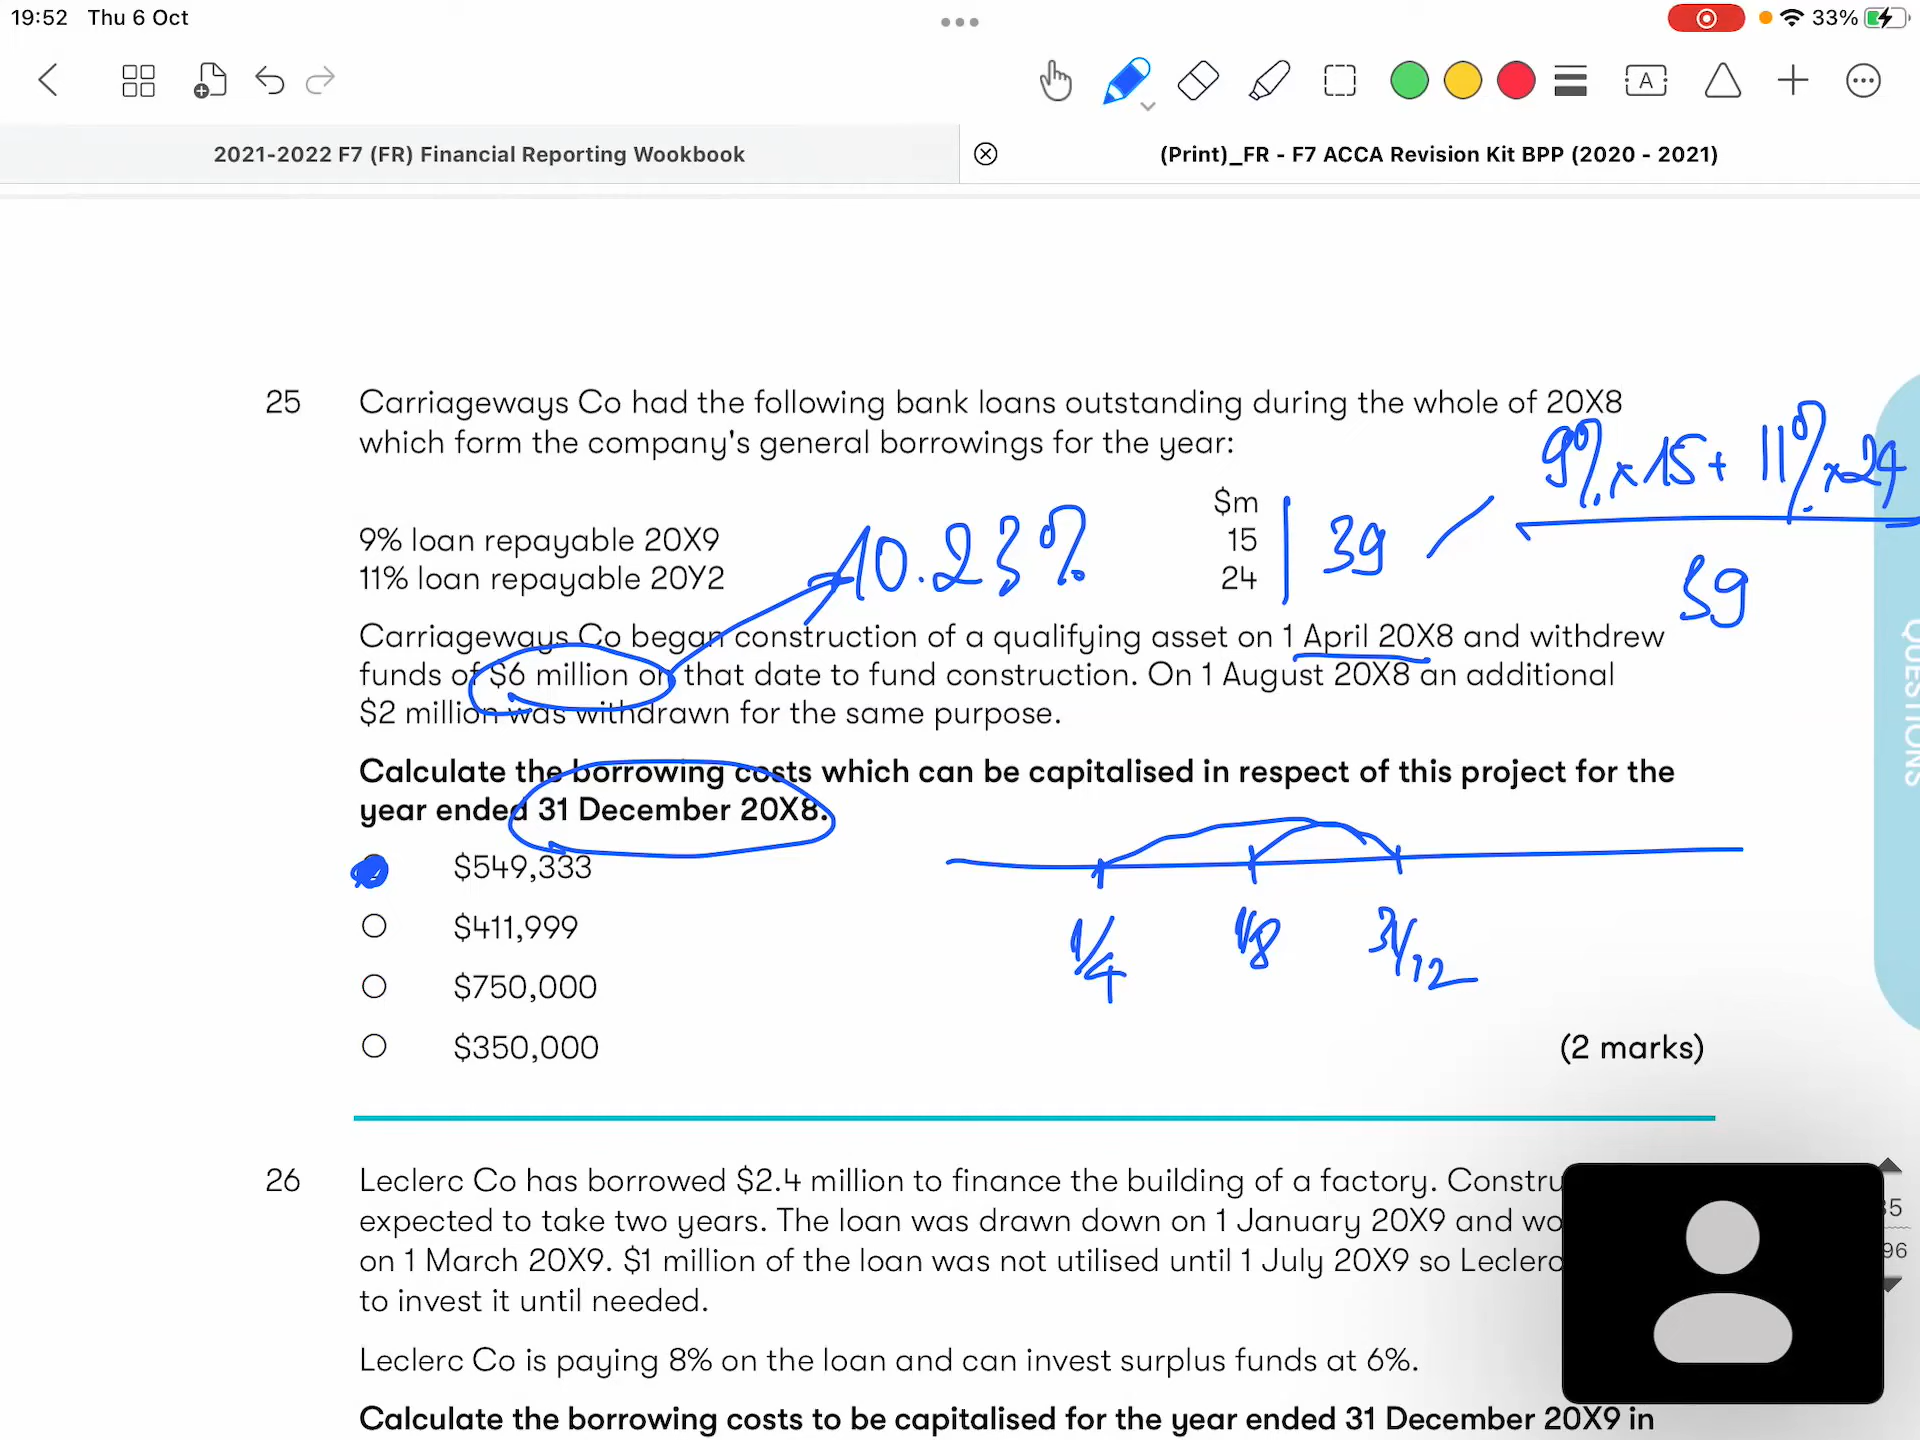 19:52 Thu 6 Oct
33%
A
2021-2022 F7 (FR) Financial Reporting Wookbook
(Print)_FR - F7 ACCA Revision Kit BPP (2020 - 2021)
25 Carriageways Co had the following bank loans outstanding during the whole of 20X8
which form the company's general borrowings for the year:
9% x 15 + 11% x 24
39
$m
9% loan repayable 20X9 15
11% loan repayable 20Y2 24
10.23%
39
Carriageways Co began construction of a qualifying asset on 1 April 20X8 and withdrew
funds of $6 million on that date to fund construction. On 1 August 20X8 an additional
$2 million was withdrawn for the same purpose.
Calculate the borrowing costs which can be capitalised in respect of this project for the
year ended 31 December 20X8.
$549,333
$411,999
$750,000
$350,000
1/4 1/8 31/12
(2 marks)
QUESTIONS
26 Leclerc Co has borrowed $2.4 million to finance the building of a factory. Constru
expected to take two years. The loan was drawn down on 1 January 20X9 and wo
on 1 March 20X9. $1 million of the loan was not utilised until 1 July 20X9 so Leclerc
to invest it until needed.
Leclerc Co is paying 8% on the loan and can invest surplus funds at 6%.
Calculate the borrowing costs to be capitalised for the year ended 31 December 20X9 in
35
96